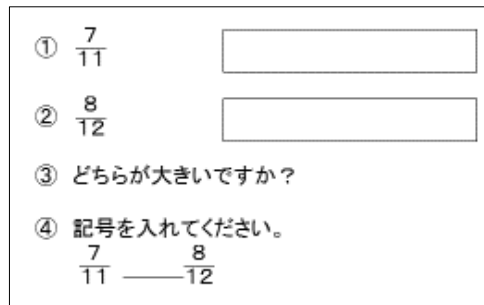 ① 7/11
② 8/12
③ どちらが大きいですか？
④ 記号を入れてください。
7/11 ____ 8/12